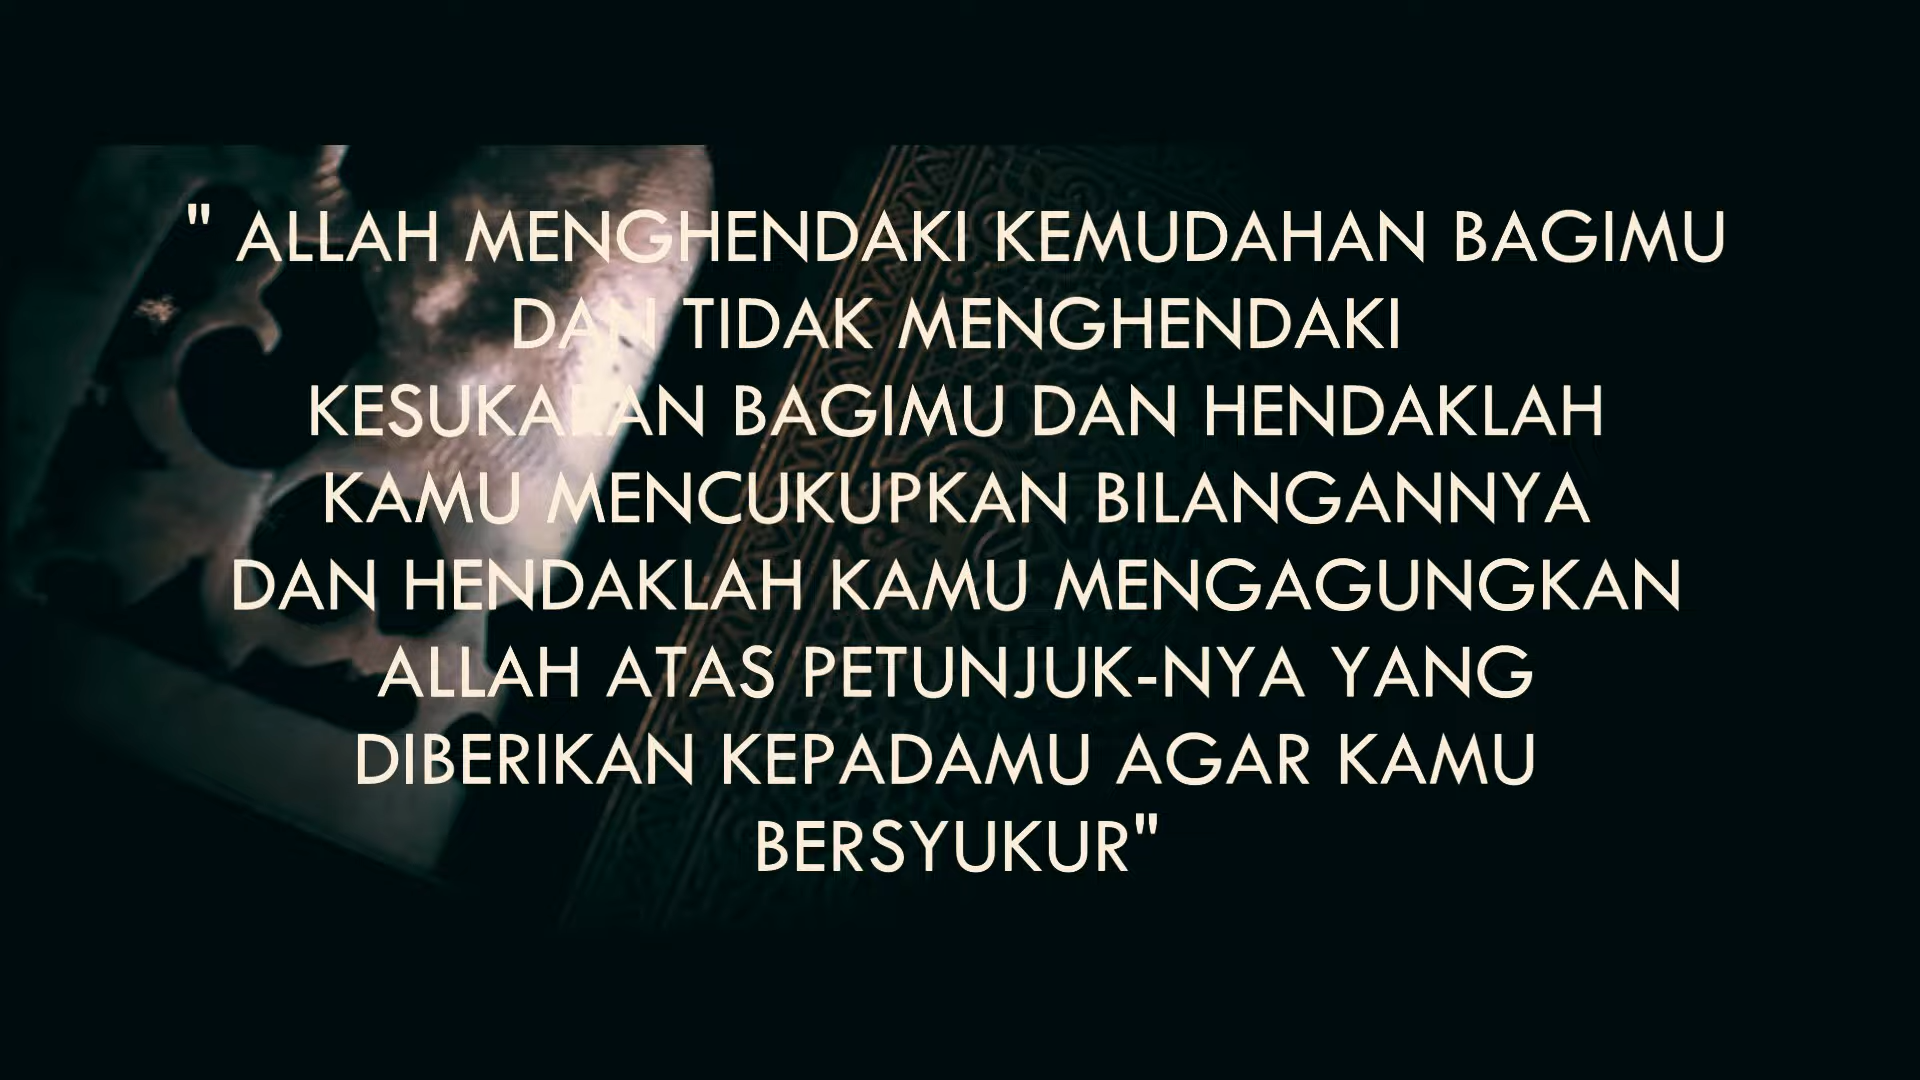 " ALLAH MENGHENDAKI KEMUDAHAN BAGIMU
DAN TIDAK MENGHENDAKI
KESUKARAN BAGIMU DAN HENDAKLAH
KAMU MENCUKUPKAN BILANGANNYA
DAN HENDAKLAH KAMU MENGAGUNGKAN
ALLAH ATAS PETUNJUK-NYA YANG
DIBERIKAN KEPADAMU AGAR KAMU
BERSYUKUR"